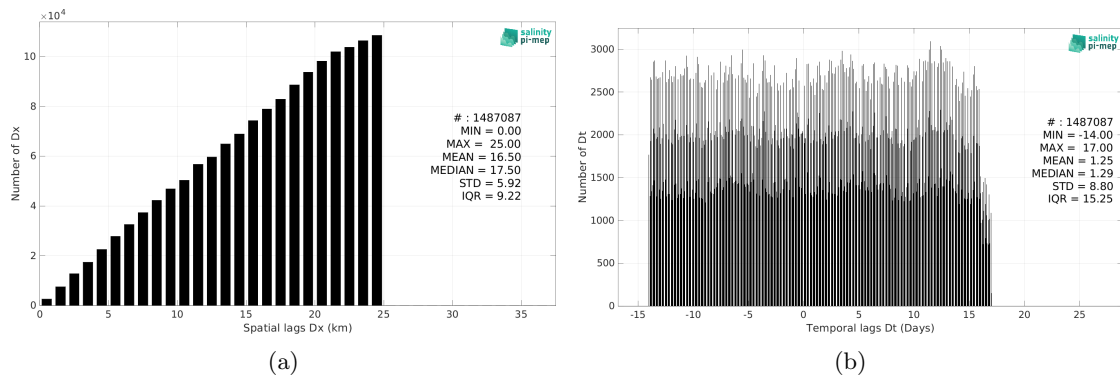 ×10⁴
10
8
6
4
2
0
Number of Dx
0 5 10 15 20 25 30 35
Spatial lags Dx (km)
salinity
pi-mep
# : 1487087
MIN = 0.00
MAX = 25.00
MEAN = 16.50
MEDIAN = 17.50
STD = 5.92
IQR = 9.22
(a)
3000
2500
2000
1500
1000
500
0
Number of Dt
-15 -10 -5 0 5 10 15 20 25
Temporal lags Dt (Days)
salinity
pi-mep
# : 1487087
MIN = -14.00
MAX = 17.00
MEAN = 1.25
MEDIAN = 1.29
STD = 8.80
IQR = 15.25
(b)